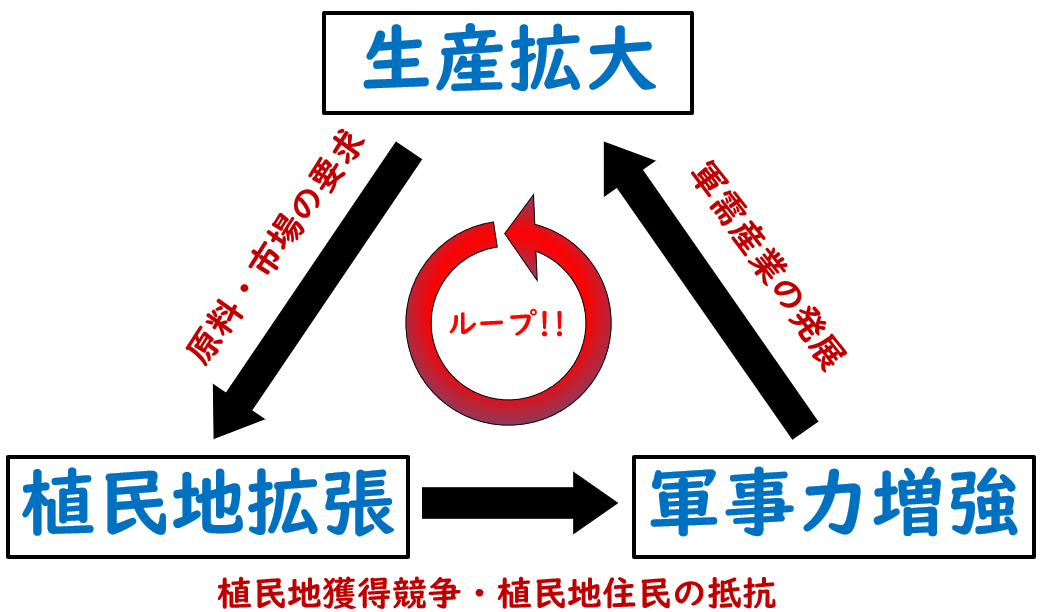 生産拡大
原料・市場の要求
軍需産業の発展
ループ!!
植民地拡張
軍事力増強
植民地獲得競争・植民地住民の抵抗